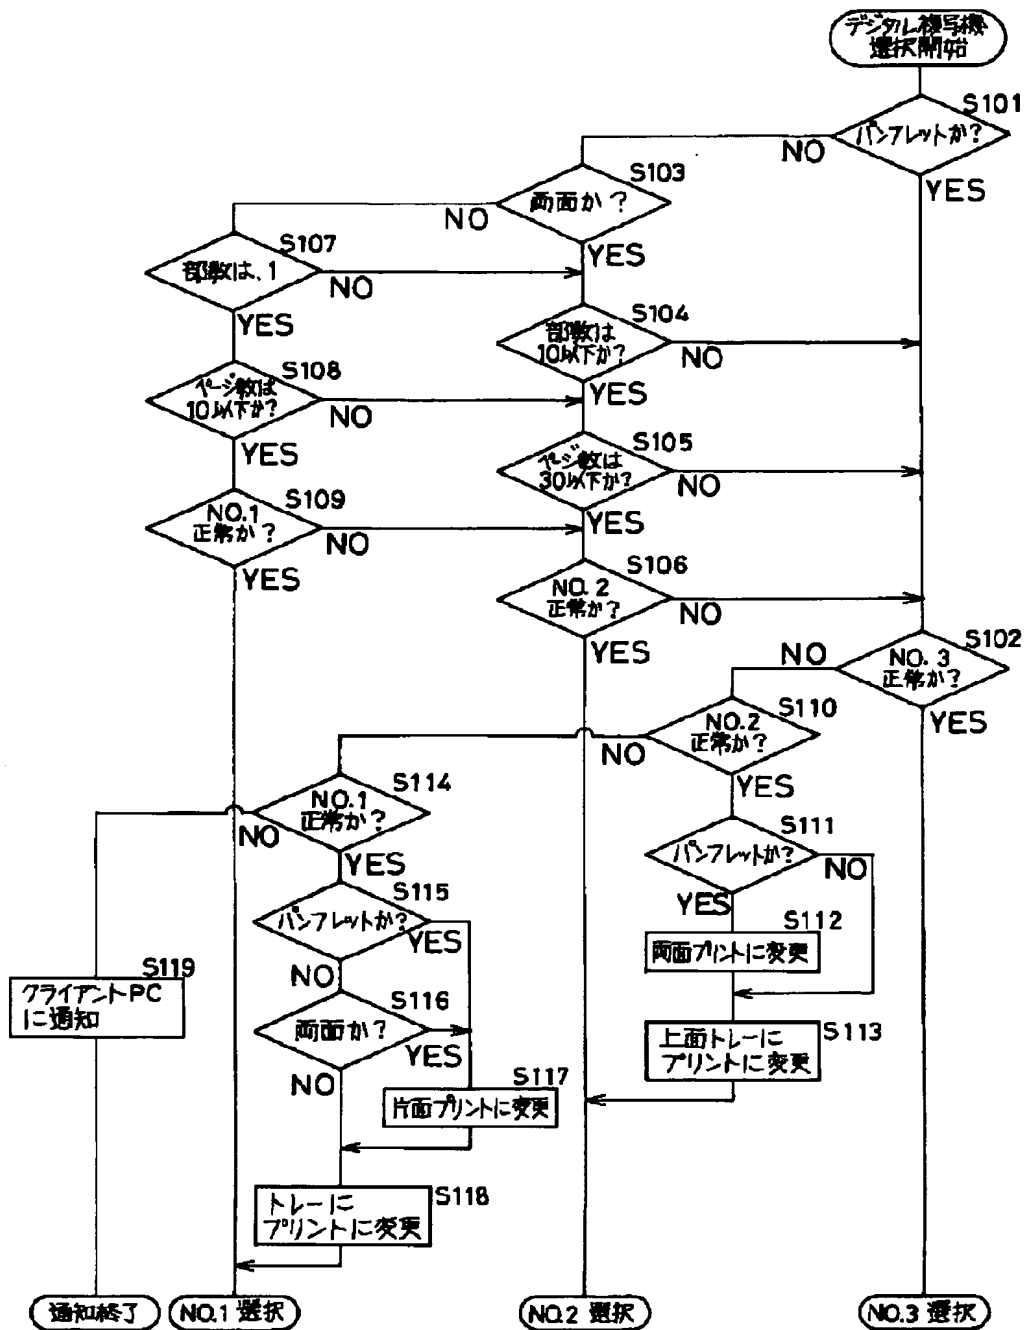 デジタル複写機
選択開始
S101
パンフレットか?
NO
YES
S103
両面か?
NO
YES
S107
部数は、1
NO
YES
S104
部数は
10以下か?
NO
YES
S108
ページ数は
10以下か?
NO
YES
S105
ページ数は
30以下か?
NO
YES
S109
NO.1
正常か?
NO
YES
S106
NO.2
正常か?
NO
YES
S102
NO.3
正常か?
NO
YES
S110
NO.2
正常か?
NO
YES
S114
NO.1
正常か?
NO
YES
S111
パンフレットか?
NO
YES
S115
パンフレットか?
YES
NO
S112
両面プリントに変更
S119
クライアントPC
に通知
S116
両面か?
YES
NO
S113
上面トレーに
プリントに変更
S117
片面プリントに変更
S118
トレーに
プリントに変更
通知終了
NO.1 選択
NO.2 選択
NO.3 選択